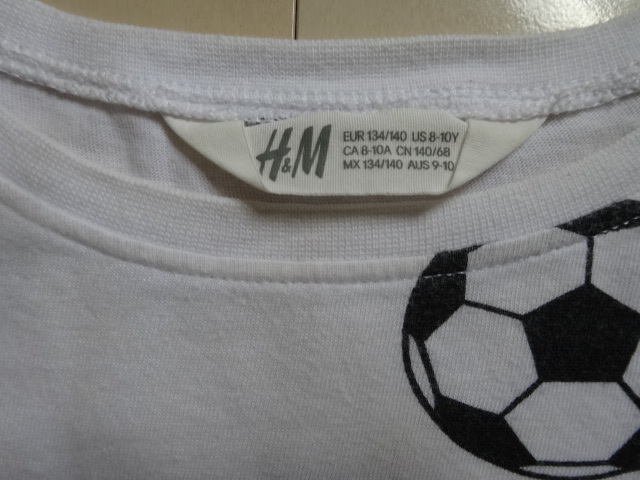 H&M
EUR 134/140 US 8-10Y
CA 8-10A CN 140/68
MX 134/140 AUS 9-10